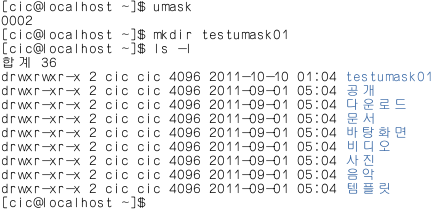 [cic@localhost ~]$ umask
0002
[cic@localhost ~]$ mkdir testumask01
[cic@localhost ~]$ ls -l
합계 36
drwxrwxr-x 2 cic cic 4096 2011-10-10 01:04 testumask01
drwxr-xr-x 2 cic cic 4096 2011-09-01 05:04 공개
drwxr-xr-x 2 cic cic 4096 2011-09-01 05:04 다운로드
drwxr-xr-x 2 cic cic 4096 2011-09-01 05:04 문서
drwxr-xr-x 2 cic cic 4096 2011-09-01 05:04 바탕화면
drwxr-xr-x 2 cic cic 4096 2011-09-01 05:04 비디오
drwxr-xr-x 2 cic cic 4096 2011-09-01 05:04 사진
drwxr-xr-x 2 cic cic 4096 2011-09-01 05:04 음악
drwxr-xr-x 2 cic cic 4096 2011-09-01 05:04 템플릿
[cic@localhost ~]$